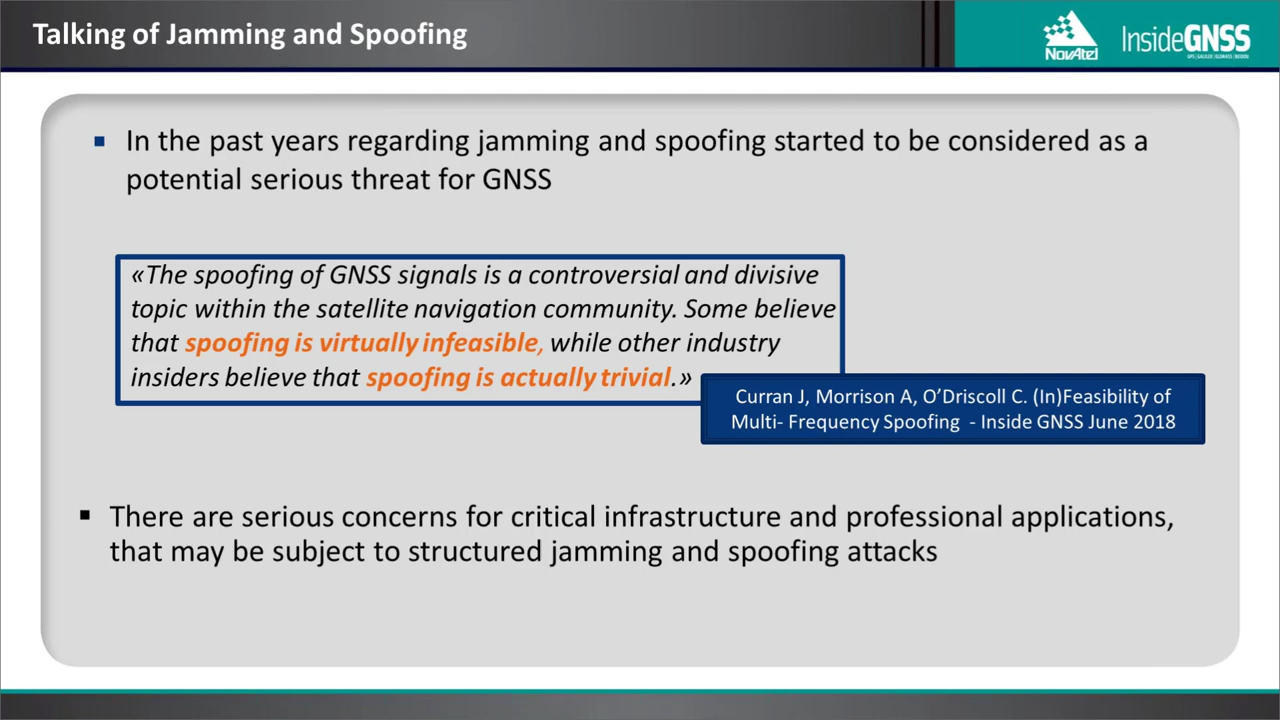 Talking of Jamming and Spoofing
NovAtel
InsideGNSS
GPS | GALILEO | GLONASS | BEIDOU
▪ In the past years regarding jamming and spoofing started to be considered as a
potential serious threat for GNSS
«The spoofing of GNSS signals is a controversial and divisive
topic within the satellite navigation community. Some believe
that spoofing is virtually infeasible, while other industry
insiders believe that spoofing is actually trivial.»
Curran J, Morrison A, O’Driscoll C. (In)Feasibility of
Multi- Frequency Spoofing - Inside GNSS June 2018
▪ There are serious concerns for critical infrastructure and professional applications,
that may be subject to structured jamming and spoofing attacks